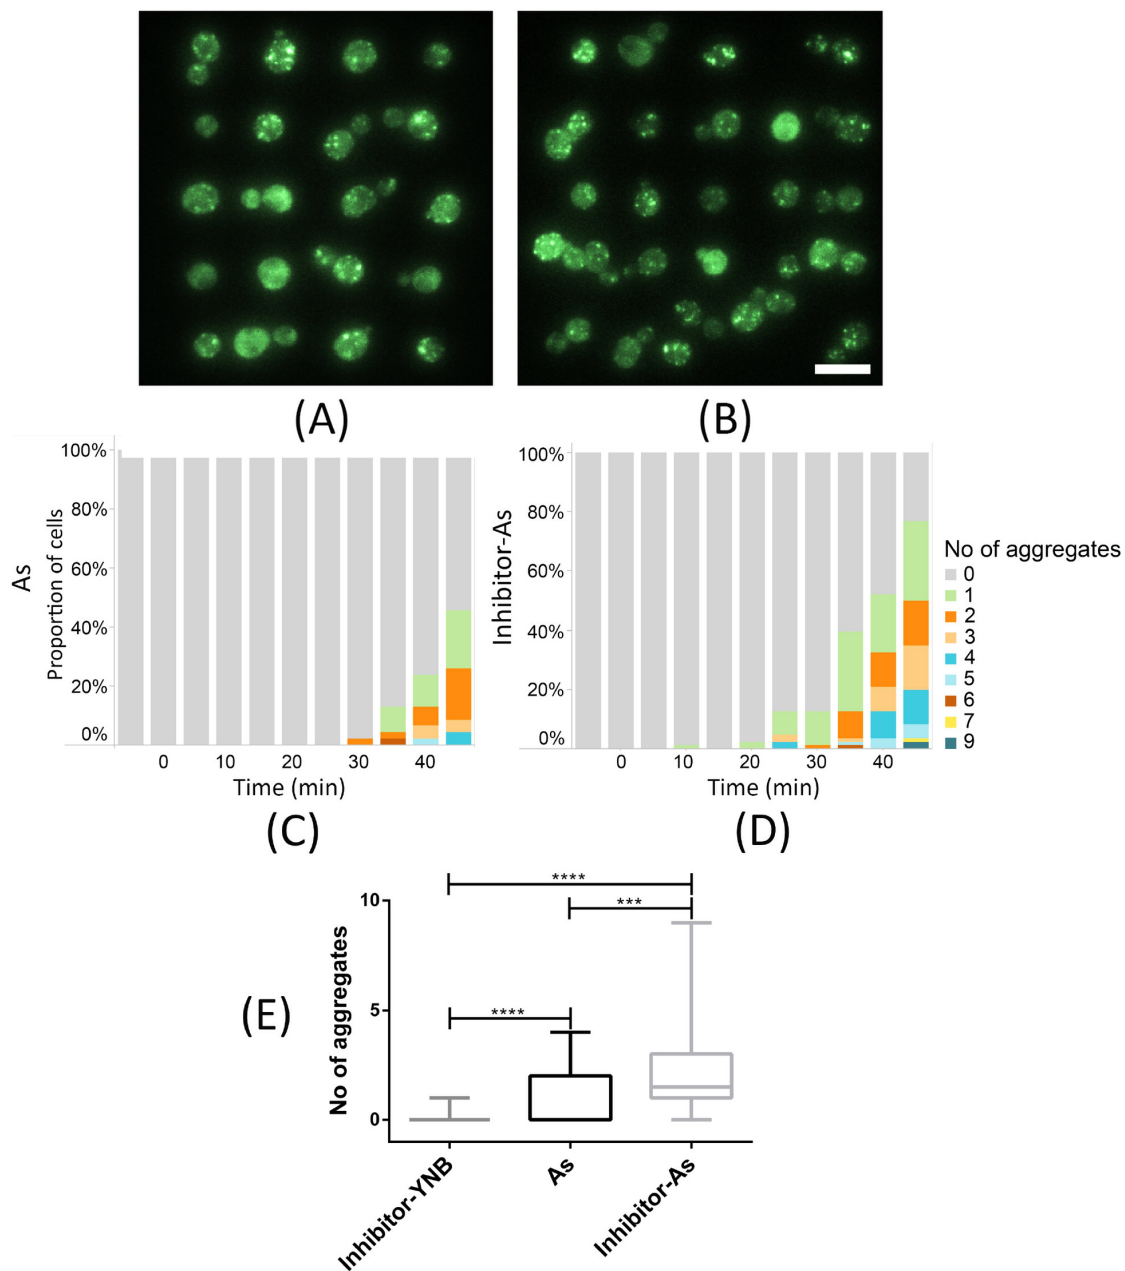 (A)
(B)
As
Proportion of cells
100%
80%
60%
40%
20%
0%
0 10 20 30 40
Time (min)
(C)
Inhibitor-As
100%
80%
60%
40%
20%
0%
0 10 20 30 40
Time (min)
(D)
No of aggregates
0
1
2
3
4
5
6
7
9
(E)
No of aggregates
10
5
0
****
***
****
Inhibitor-YNB
As
Inhibitor-As